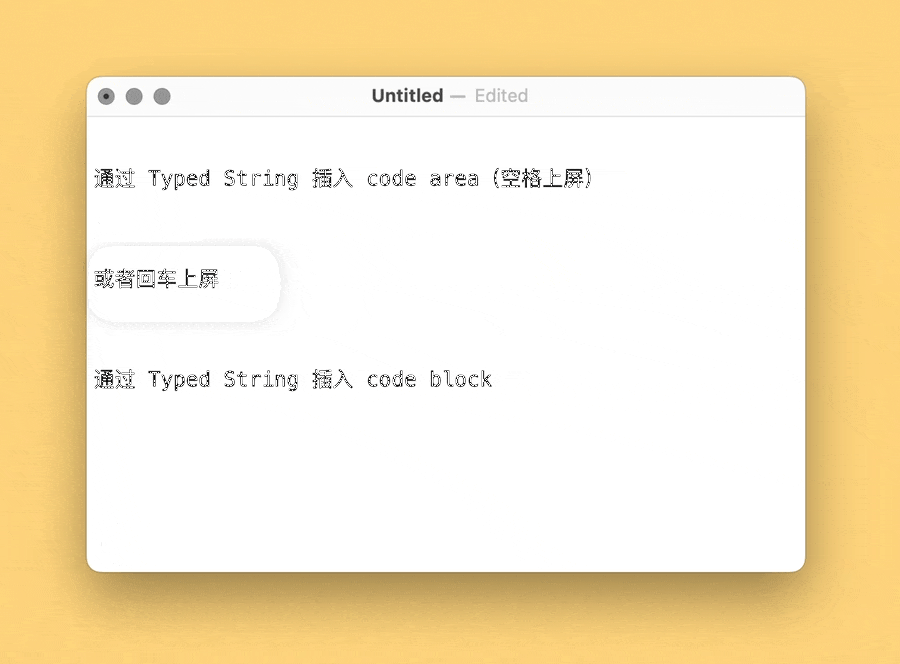 Untitled — Edited
通过 Typed String 插入 code area (空格上屏)
或者回车上屏
通过 Typed String 插入 code block